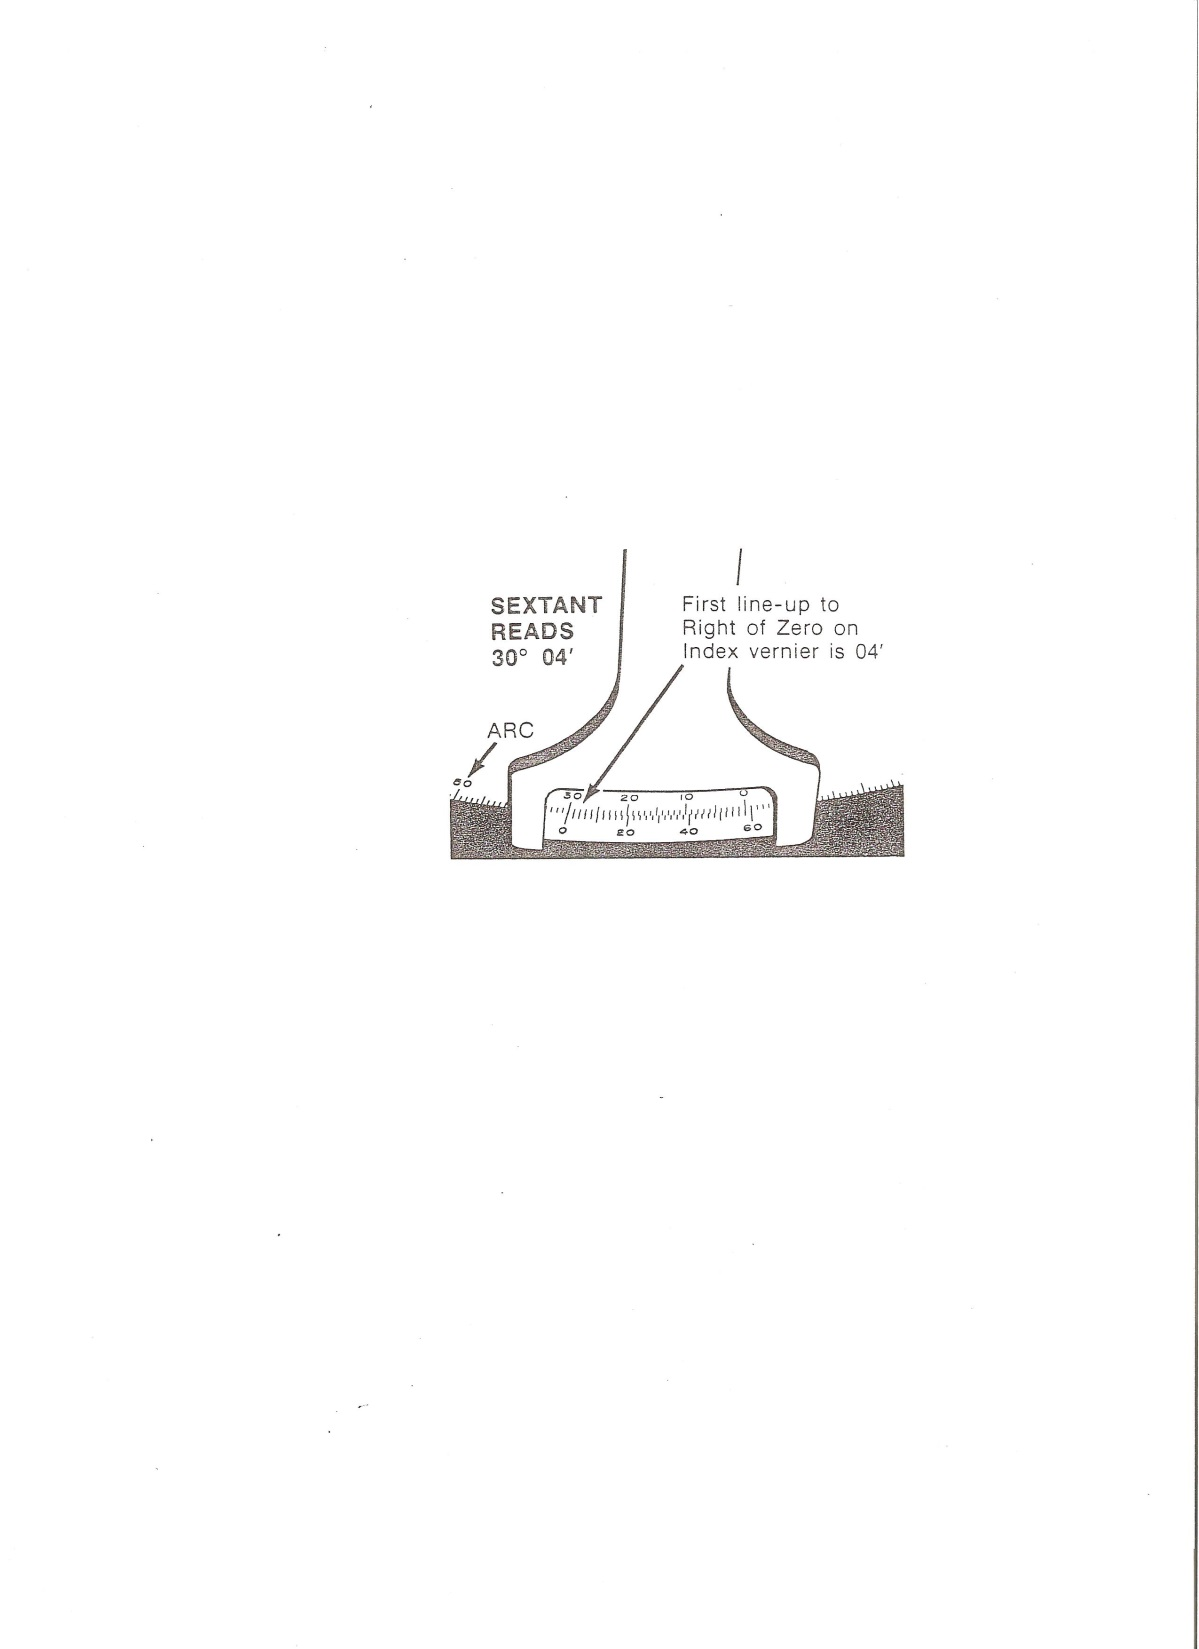 SEXTANT
READS
30° 04'
First line-up to
Right of Zero on
Index vernier is 04'
ARC
50
30 20 10 0
0 20 40 60